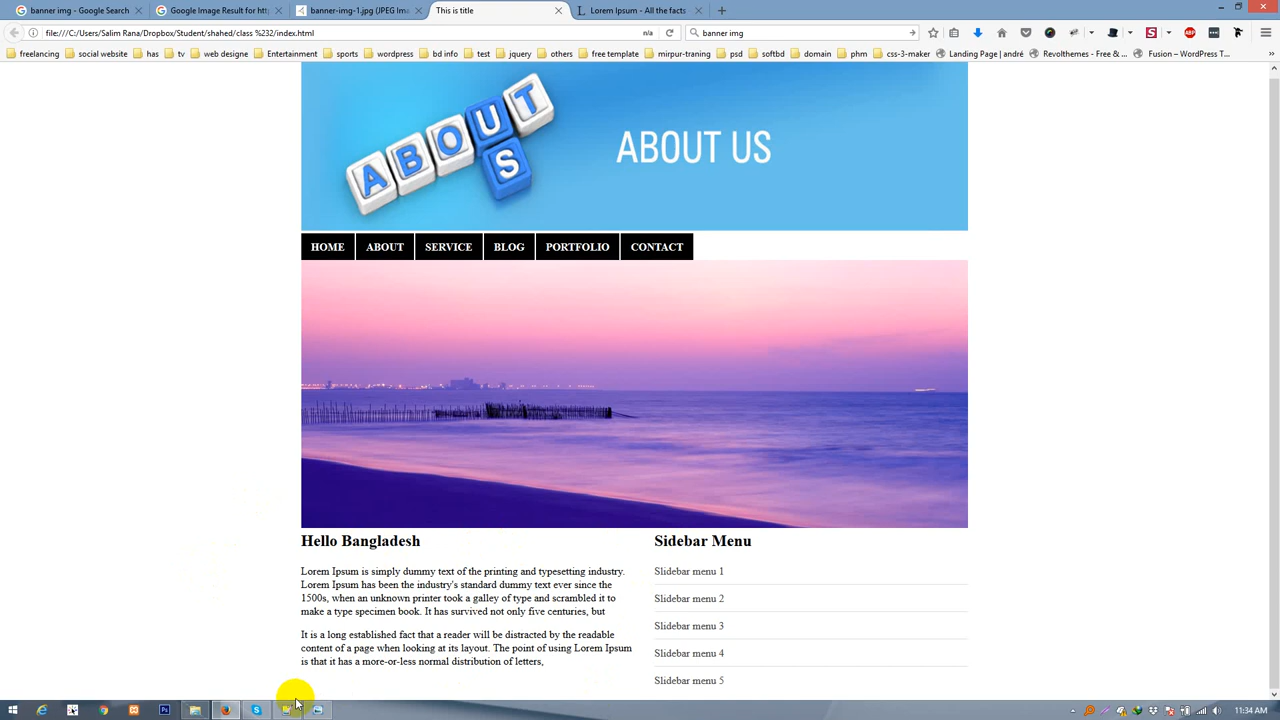 banner img - Google Search
Google Image Result for htt
banner-img-1.jpg (JPEG Ima
This is title
Lorem Ipsum - All the facts
file:///C:/Users/Salim Rana/Dropbox/Student/shahed/class %232/index.html
n/a
banner img
freelancing
social website
has
tv
web designe
Entertainment
sports
wordpress
bd info
test
jquery
others
free template
mirpur-traning
psd
softbd
domain
phm
css-3-maker
Landing Page | andré
Revolthemes - Free & ...
Fusion – WordPress T...
ABOUT
US
ABOUT US
HOME
ABOUT
SERVICE
BLOG
PORTFOLIO
CONTACT
Hello Bangladesh
Lorem Ipsum is simply dummy text of the printing and typesetting industry.
Lorem Ipsum has been the industry's standard dummy text ever since the
1500s, when an unknown printer took a galley of type and scrambled it to
make a type specimen book. It has survived not only five centuries, but
It is a long established fact that a reader will be distracted by the readable
content of a page when looking at its layout. The point of using Lorem Ipsum
is that it has a more-or-less normal distribution of letters,
Sidebar Menu
Slidebar menu 1
Slidebar menu 2
Slidebar menu 3
Slidebar menu 4
Slidebar menu 5
11:34 AM